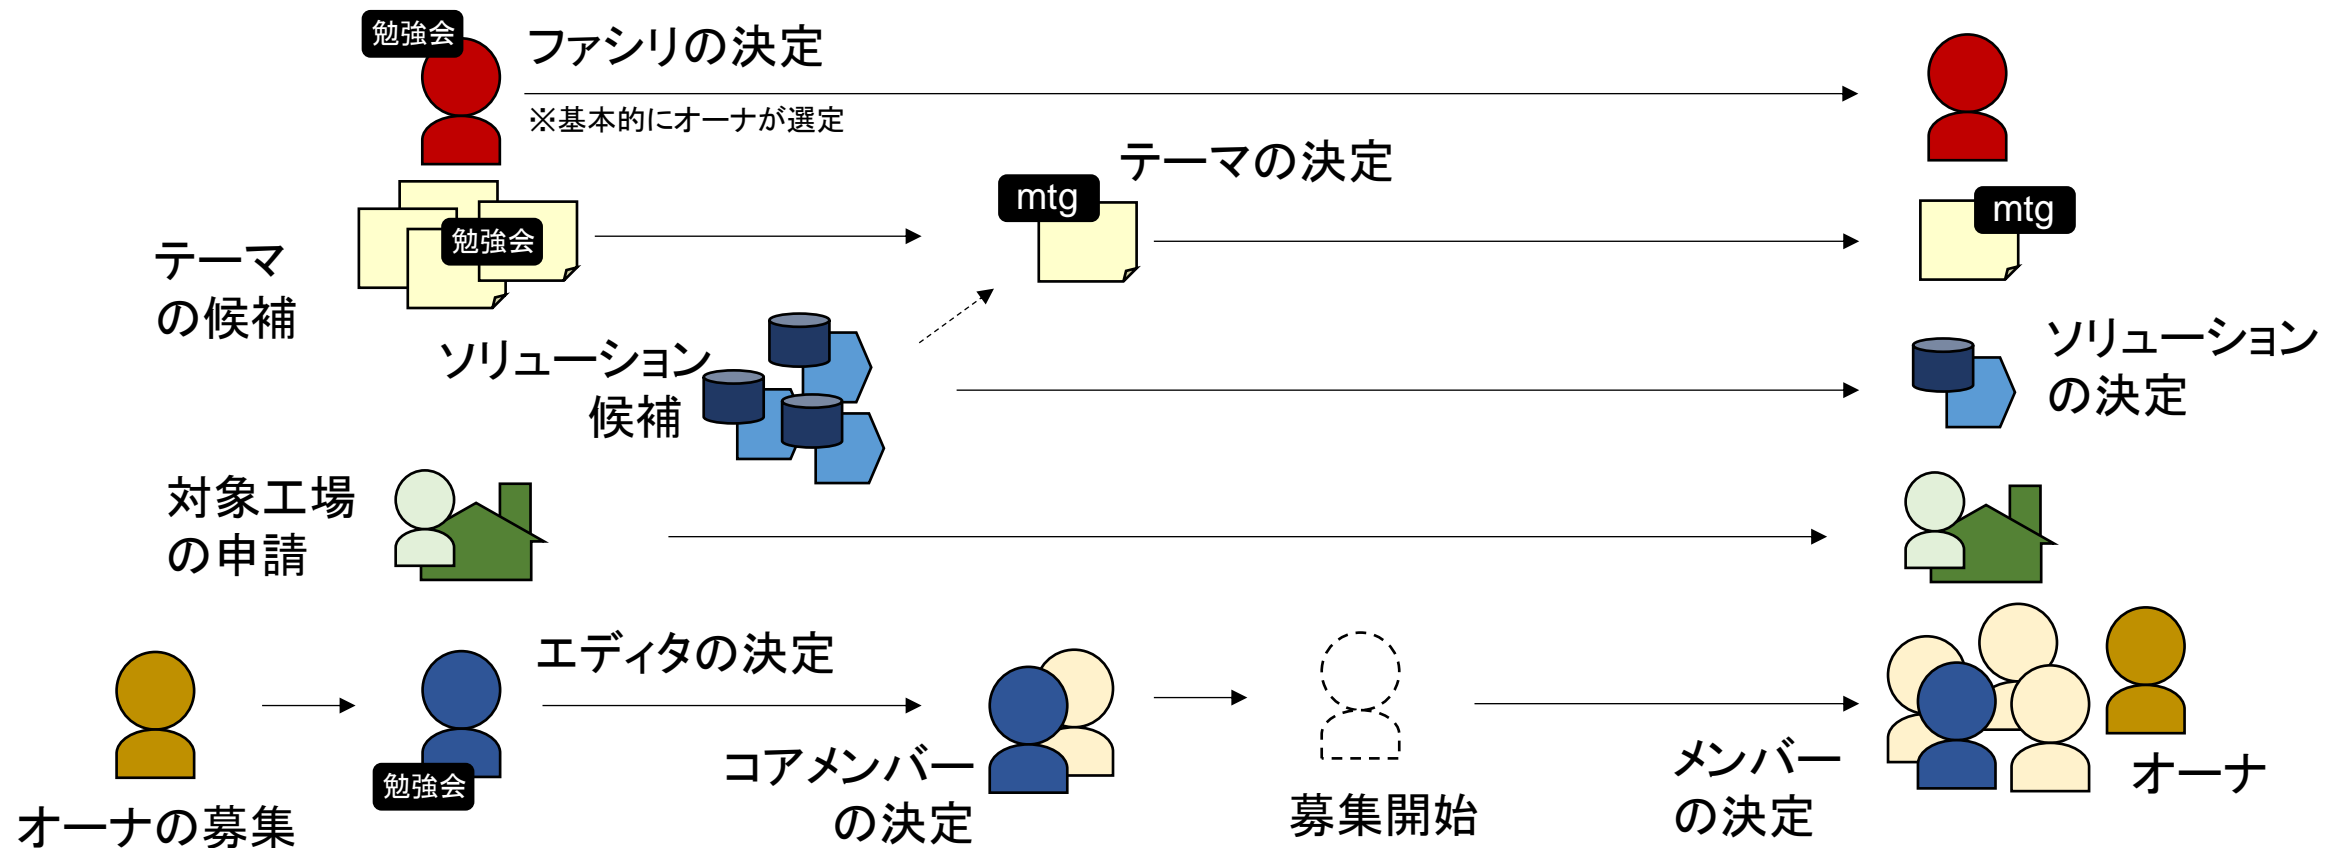 勉強会
ファシリの決定
※基本的にオーナが選定
テーマの決定
mtg
mtg
勉強会
テーマ
の候補
ソリューション
候補
ソリューション
の決定
対象工場
の申請
エディタの決定
勉強会
コアメンバー
の決定
メンバー
の決定
オーナ
募集開始
オーナの募集